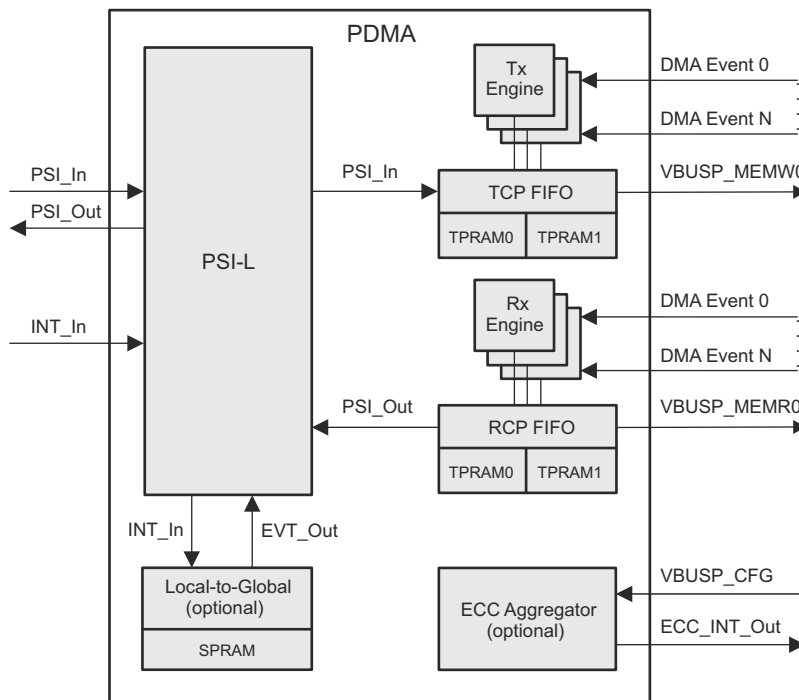 PDMA
Tx
Engine
DMA Event 0
DMA Event N
PSI_In
PSI_Out
PSI-L
PSI_In
TCP FIFO
TPRAM0
TPRAM1
VBUSP_MEMW0
INT_In
Rx
Engine
DMA Event 0
DMA Event N
PSI_Out
RCP FIFO
TPRAM0
TPRAM1
VBUSP_MEMR0
INT_In
EVT_Out
Local-to-Global
(optional)
SPRAM
ECC Aggregator
(optional)
VBUSP_CFG
ECC_INT_Out